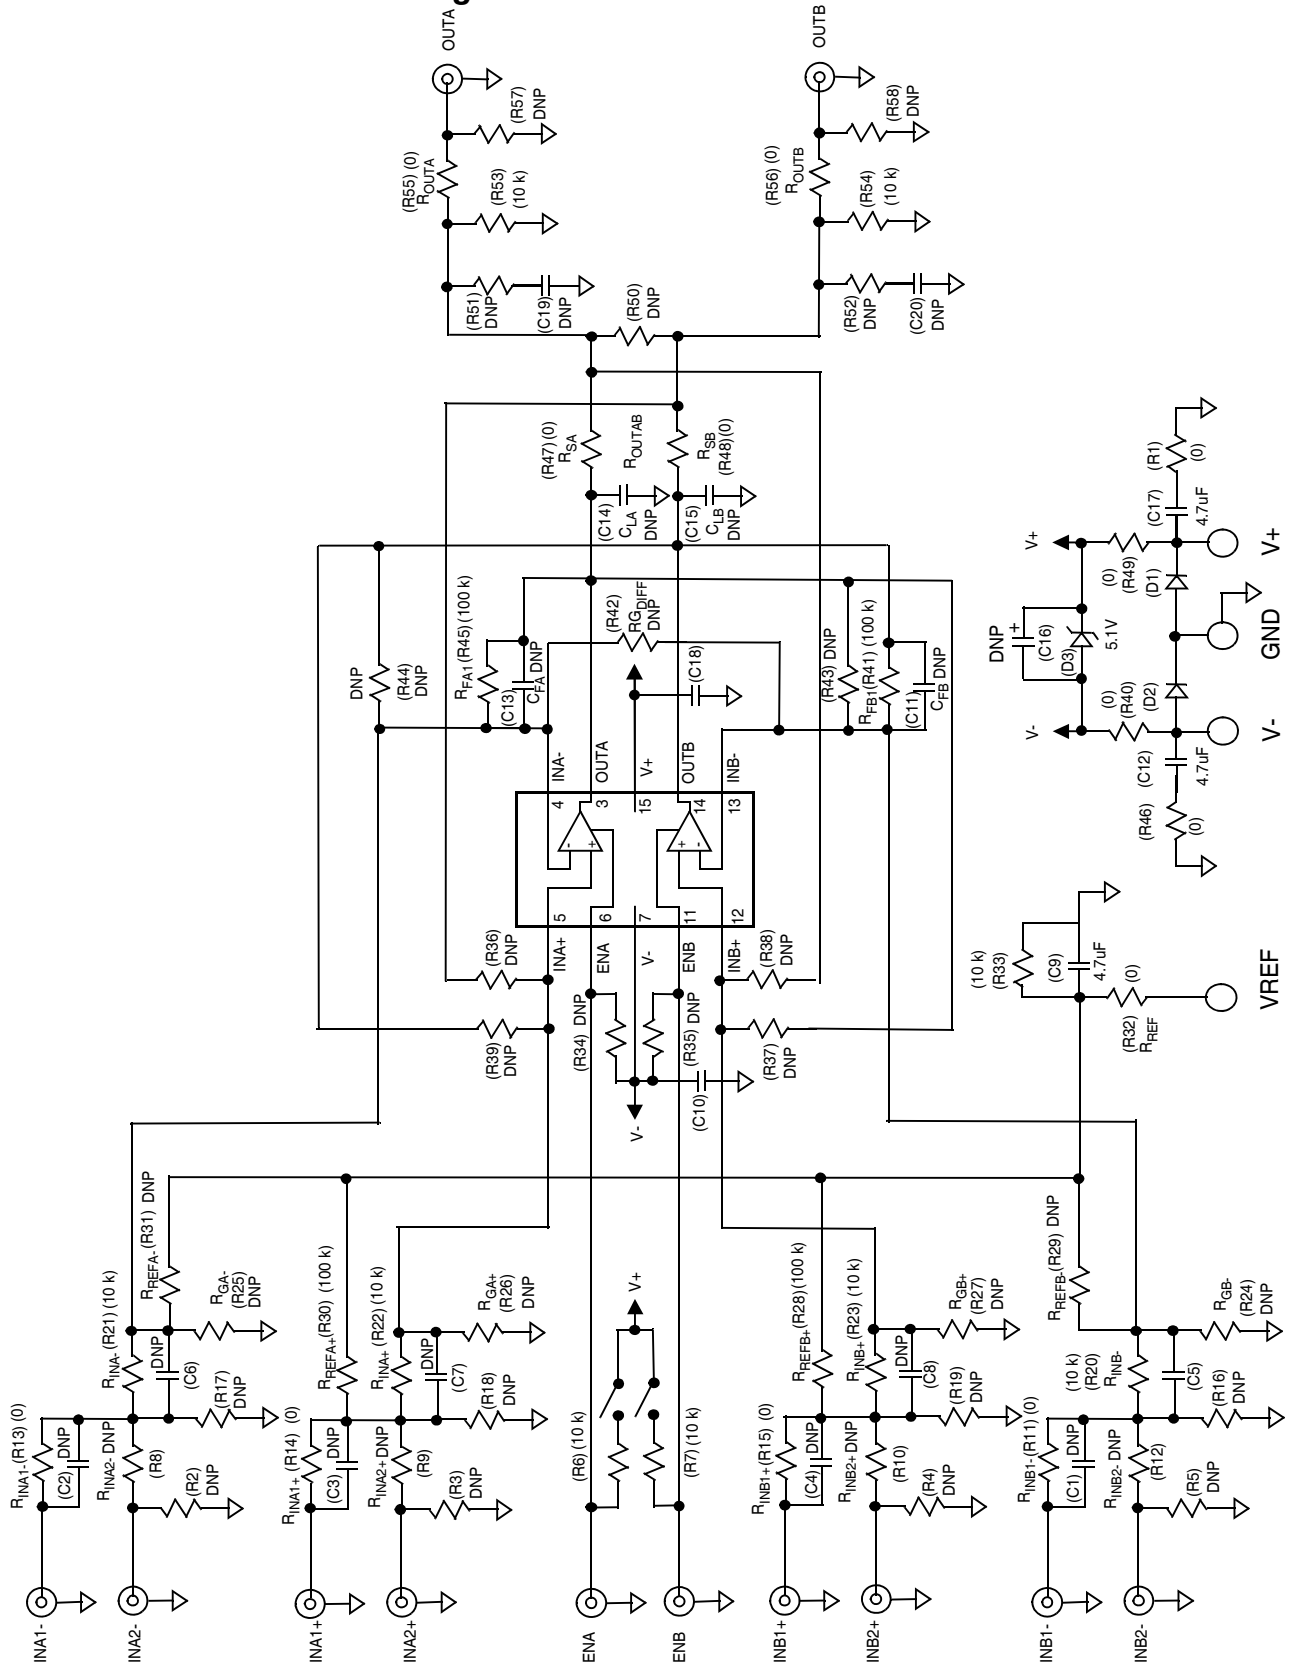 g
OUTA
OUTB
(R57)
DNP
(R58)
DNP
(R55) (0)
ROUTA
(R53)
(10 k)
(R56) (0)
ROUTB
(R54)
(10 k)
(R51)
DNP
(C19)
DNP
(R50)
DNP
(R52)
DNP
(C20)
DNP
(R47) (0)
RSA
ROUTAB
RSB
(R48)(0)
(C14)
CLA
DNP
(C15)
CLB
DNP
DNP
(R44)
DNP
RFA1 (R45) (100 k)
(C13)
CFA DNP
(R42)
RGDIFF
DNP
(C18)
(R43) DNP
RFB1(R41) (100 k)
(C11)
CFB DNP
INA-
OUTA
V+
OUTB
INB-
4
3
15
14
13
-
+
+
-
5
6
7
11
12
INA+
ENA
V-
ENB
INB+
(R36)
DNP
(R38)
DNP
(R39)
DNP
(R34) DNP
(R35) DNP
(R37)
DNP
V-
(C10)
(R1)
(0)
(C17)
4.7uF
V+
(0)
(R49)
(D1)
V+
DNP
+
(C16)
(D3)
5.1V
GND
V-
(0)
(R40)
(D2)
V-
(C12)
4.7uF
(R46)
(0)
(10 k)
(R33)
(C9)
4.7uF
(0)
(R32)
RREF
VREF
RREFA-(R31) DNP
RINA- (R21) (10 k)
RGA-
(R25)
DNP
DNP
(C6)
(R17)
DNP
RINA1-(R13) (0)
(C2) DNP
RINA2- DNP
(R8)
(R2)
DNP
INA1-
INA2-
RREFA+(R30) (100 k)
RINA+ (R22) (10 k)
RGA+
(R26)
DNP
DNP
(C7)
(R18)
DNP
RINA1+ (R14) (0)
(C3) DNP
RINA2+ DNP
(R9)
(R3)
DNP
INA1+
INA2+
V+
(R6) (10 k)
(R7) (10 k)
ENA
ENB
RREFB+(R28)(100 k)
RINB+ (R23) (10 k)
RGB+
(R27)
DNP
DNP
(C8)
(R19)
DNP
RINB1+ (R15) (0)
(C4) DNP
RINB2+ DNP
(R10)
(R4)
DNP
INB1+
INB2+
RREFB-(R29) DNP
RGB-
(R24)
DNP
(10 k)
(R20)
RINB-
(C5)
(R16)
DNP
RINB1-(R11) (0)
(C1) DNP
RINB2- DNP
(R12)
(R5)
DNP
INB1-
INB2-